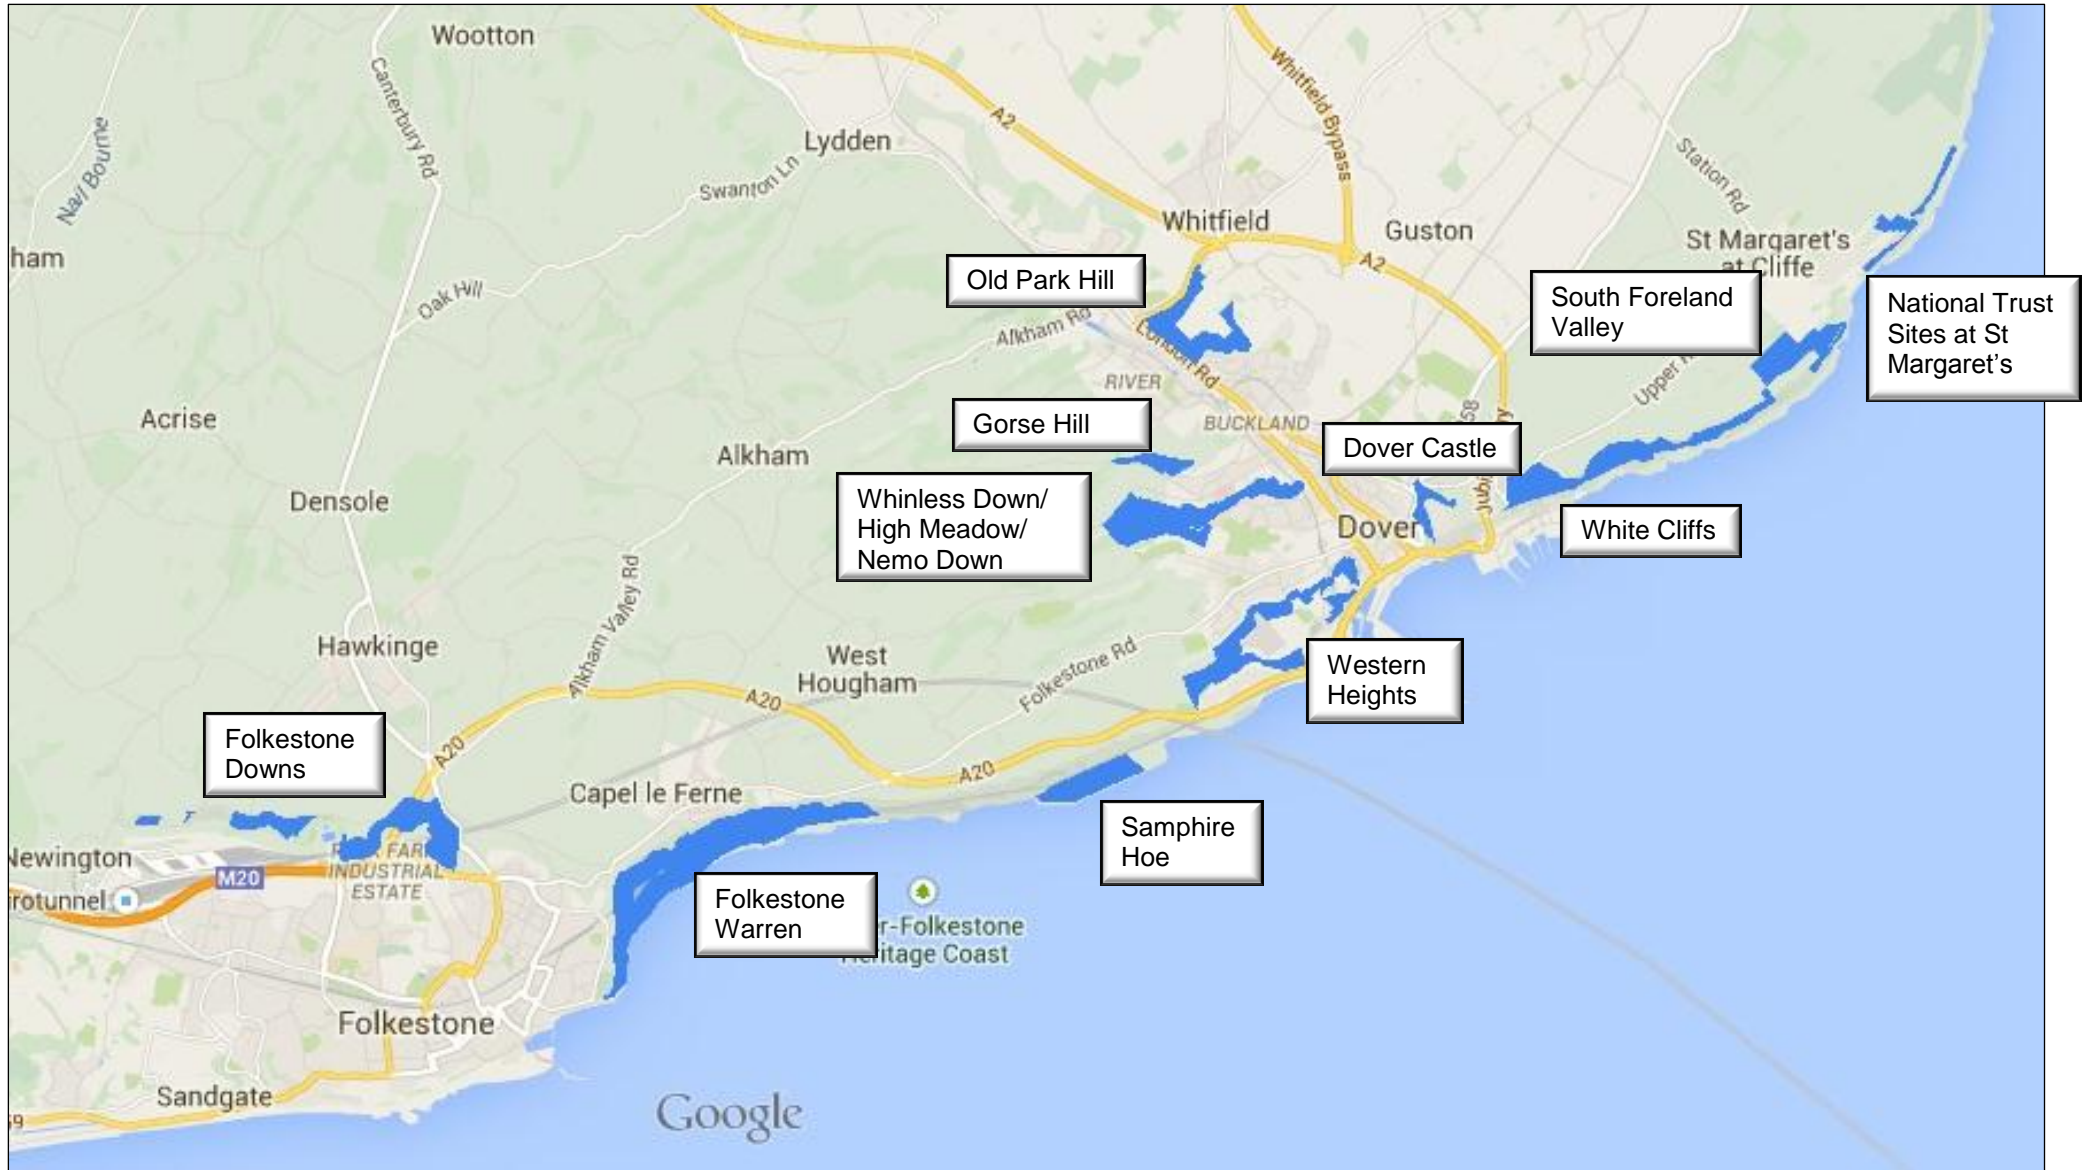 Wootton
Canterbury Rd
Nail Bourne
Lydden
Swanton Ln
A2
Whitfield Bypass
Station Rd
Whitfield
Guston
A2
St Margaret's
at Cliffe
ham
Oak Hill
Old Park Hill
Alkham Rd
London Rd
South Foreland
Valley
National Trust
Sites at St
Margaret's
RIVER
Acrise
Gorse Hill
BUCKLAND
58
Alkham
Dover Castle
Densole
Whinless Down/
High Meadow/
Nemo Down
Dover
White Cliffs
Alkham Valley Rd
Hawkinge
West
Hougham
Folkestone Rd
Western
Heights
A20
Folkestone
Downs
A20
A20
Capel le Ferne
Samphire
Hoe
Newington
INDUSTRIAL
ESTATE
M20
rotunnel
Folkestone
Warren
er-Folkestone
eritage Coast
Folkestone
Sandgate
Google